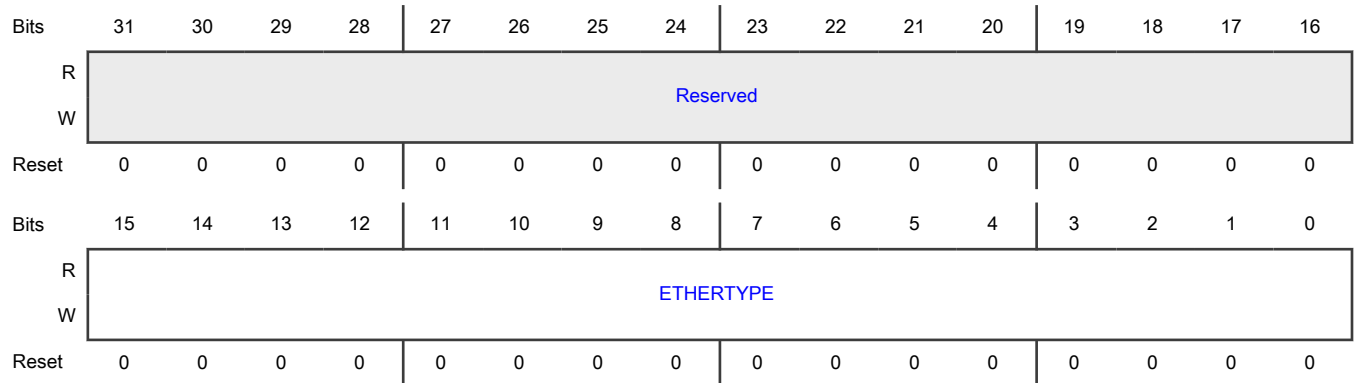 Bits 31 30 29 28 27 26 25 24 23 22 21 20 19 18 17 16
R
Reserved
W
Reset 0 0 0 0 0 0 0 0 0 0 0 0 0 0 0 0
Bits 15 14 13 12 11 10 9 8 7 6 5 4 3 2 1 0
R
ETHERTYPE
W
Reset 0 0 0 0 0 0 0 0 0 0 0 0 0 0 0 0